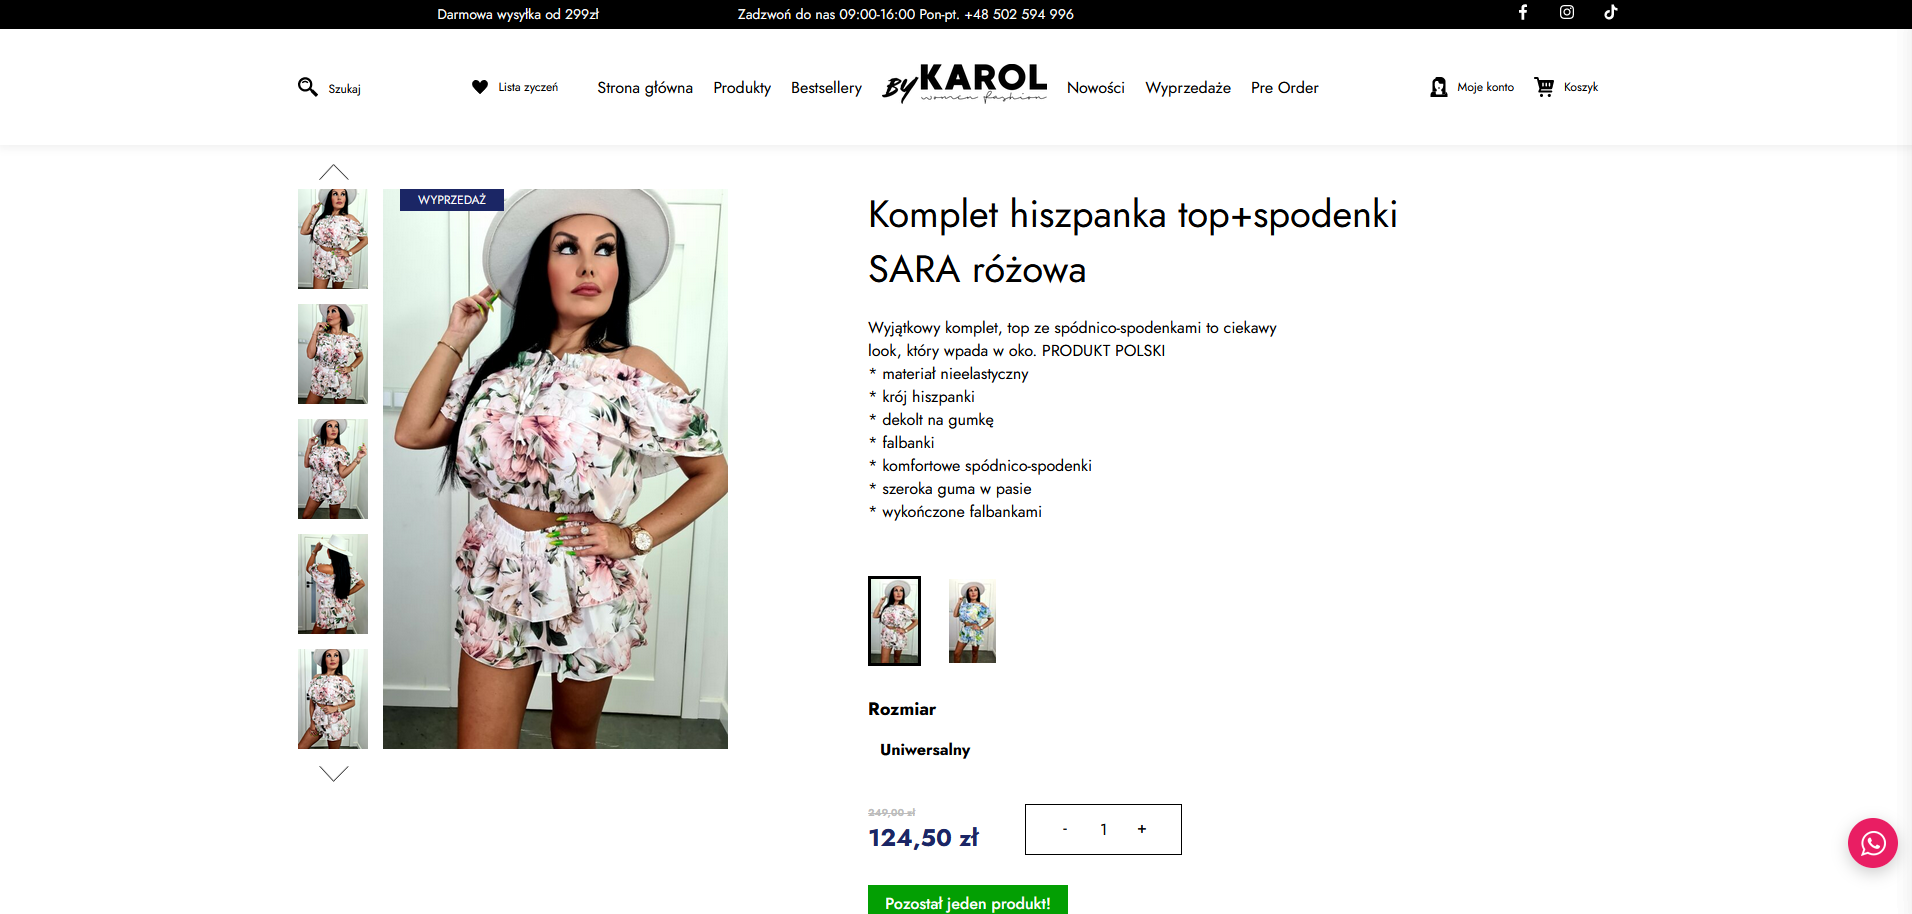 Darmowa wysyłka od 299zł
Zadzwoń do nas 09:00-16:00 Pon-pt. +48 502 594 996
Szukaj
Lista zyczeń
Strona główna
Produkty
Bestsellery
BY KAROL
women fashion
Nowości
Wyprzedaże
Pre Order
Moje konto
Koszyk
WYPRZEDAŻ
Komplet hiszpanka top+spodenki
SARA różowa
Wyjątkowy komplet, top ze spódnico-spodenkami to ciekawy
look, który wpada w oko. PRODUKT POLSKI
* materiał nieelastyczny
* krój hiszpanki
* dekolt na gumkę
* falbanki
* komfortowe spódnico-spodenki
* szeroka guma w pasie
* wykończone falbankami
Rozmiar
Uniwersalny
249,00 zł
124,50 zł
- 1 +
Pozostał jeden produkt!